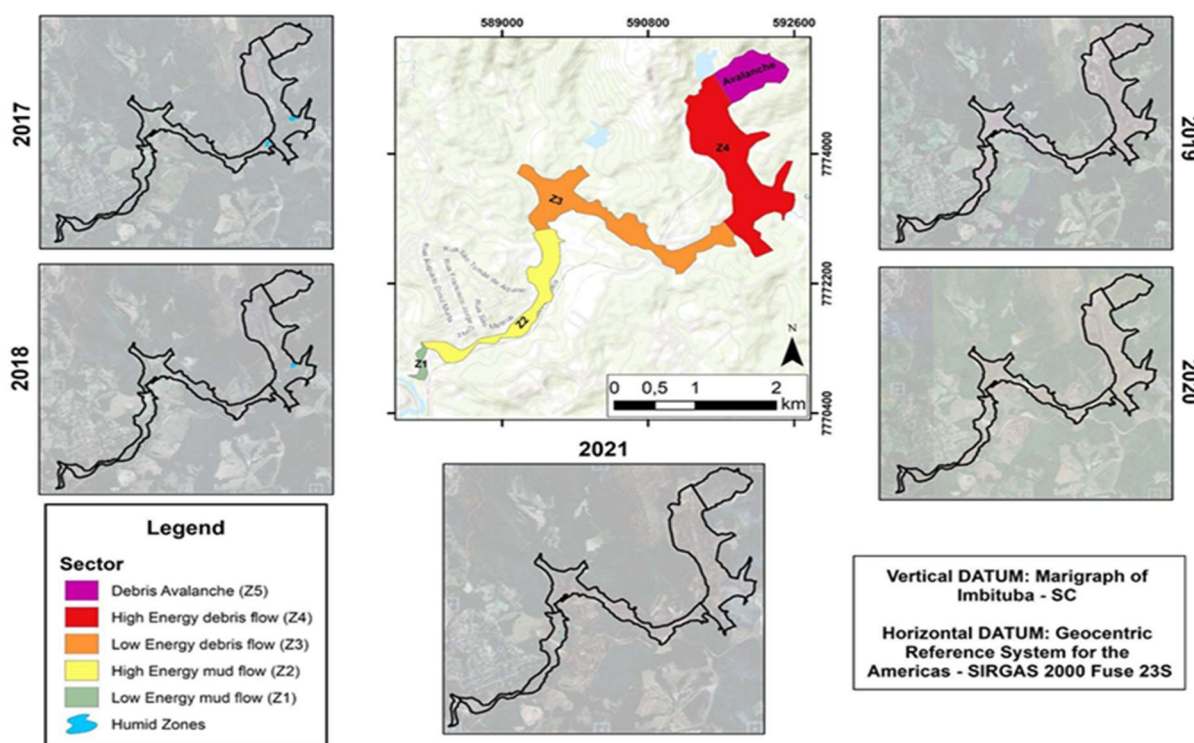 589000
590800
592600
2017
2019
Avalanche
Z4
7774000
Z3
7772200
Z2
Z1
N
0 0,5 1 2
km
7770400
2018
2020
2021
Legend
Sector
Debris Avalanche (Z5)
High Energy debris flow (Z4)
Low Energy debris flow (Z3)
High Energy mud flow (Z2)
Low Energy mud flow (Z1)
Humid Zones
Vertical DATUM: Marigraph of
Imbituba - SC
Horizontal DATUM: Geocentric
Reference System for the
Americas - SIRGAS 2000 Fuse 23S